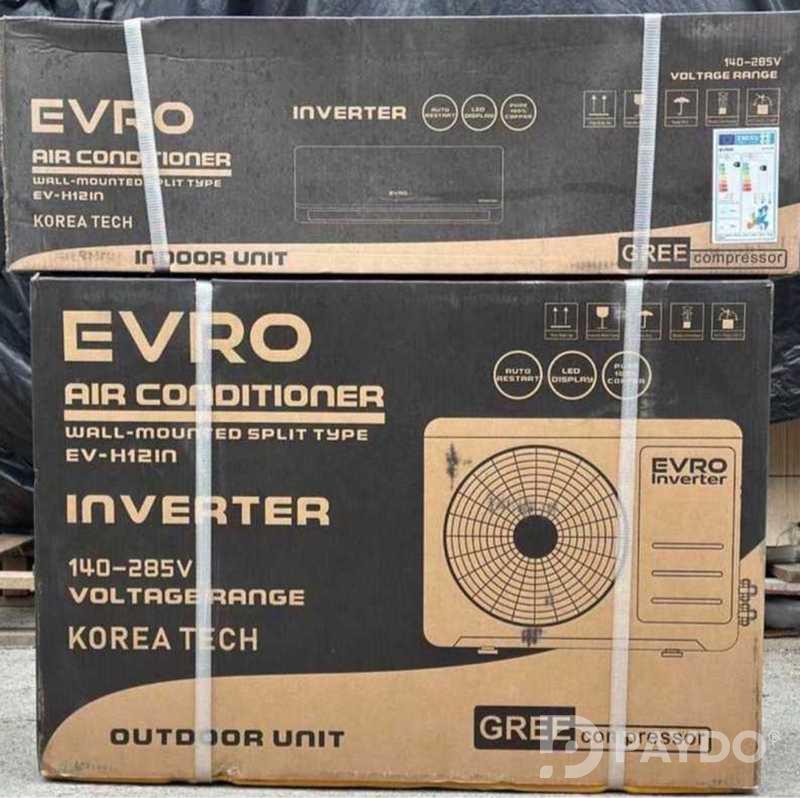 EVRO
AIR CONDITIONER
WALL-MOUNTED SPLIT TYPE
EV-H12IN
KOREA TECH
INVERTER
AUTO RESTART
LED DISPLAY
PURE 100% COPPER
140-285V
VOLTAGE RANGE
EVRO
INDOOR UNIT
GREE compressor
EVRO
AIR CONDITIONER
WALL-MOUNTED SPLIT TYPE
EV-H12IN
INVERTER
140-285V
VOLTAGE RANGE
KOREA TECH
AUTO RESTART
LED DISPLAY
PURE 100% COPPER
EVRO
Inverter
OUTDOOR UNIT
GREE compressor
PAYDO®